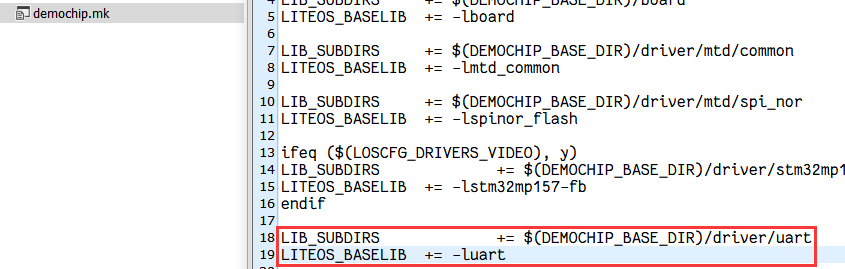 demochip.mk
4 LIB_SUBDIRS += $(DEMOCHIP_BASE_DIR)/board
5 LITEOS_BASELIB += -lboard
6
7 LIB_SUBDIRS += $(DEMOCHIP_BASE_DIR)/driver/mtd/common
8 LITEOS_BASELIB += -lmtd_common
9
10 LIB_SUBDIRS += $(DEMOCHIP_BASE_DIR)/driver/mtd/spi_nor
11 LITEOS_BASELIB += -lspinor_flash
12
13 ifeq ($(LOSCFG_DRIVERS_VIDEO), y)
14 LIB_SUBDIRS += $(DEMOCHIP_BASE_DIR)/driver/stm32mp1
15 LITEOS_BASELIB += -lstm32mp157-fb
16 endif
17
18 LIB_SUBDIRS += $(DEMOCHIP_BASE_DIR)/driver/uart
19 LITEOS_BASELIB += -luart